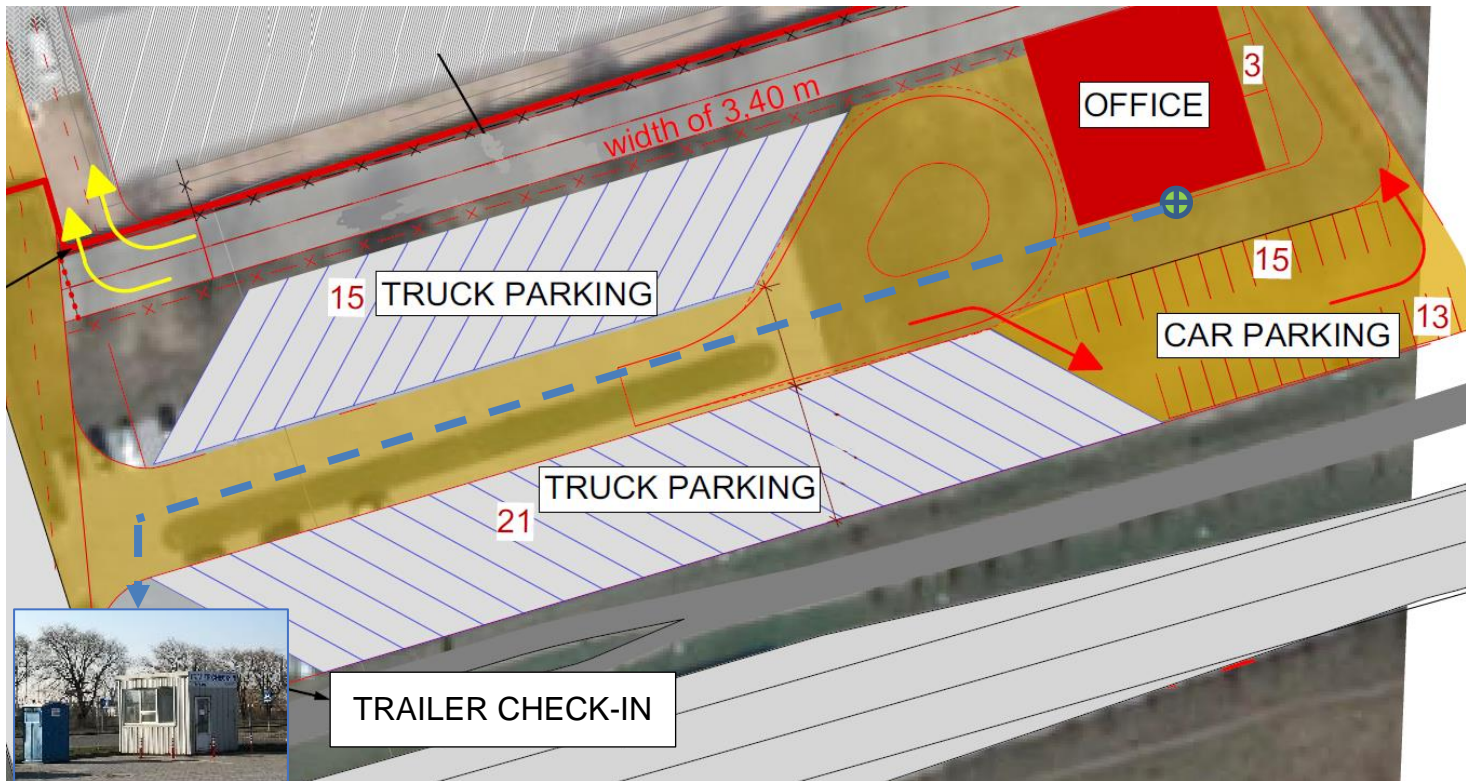 3
OFFICE
width of 3,40 m
15
15 TRUCK PARKING
CAR PARKING
13
TRUCK PARKING
21
TRAILER CHECK-IN